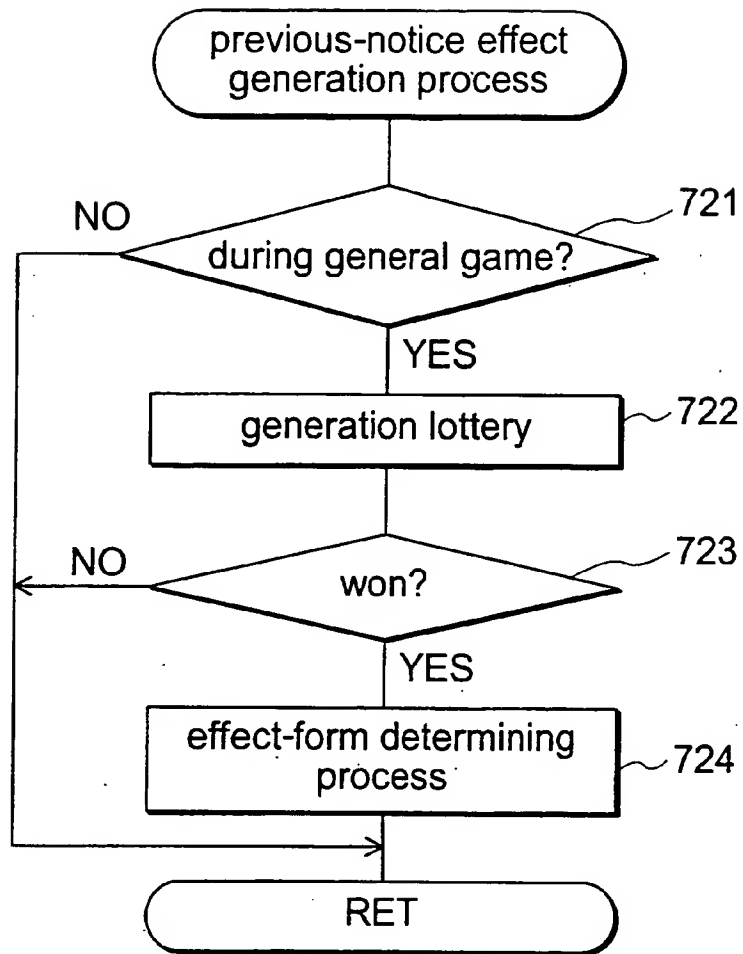 previous-notice effect
generation process
721
NO
during general game?
YES
722
generation lottery
723
NO
won?
YES
effect-form determining
process
724
RET